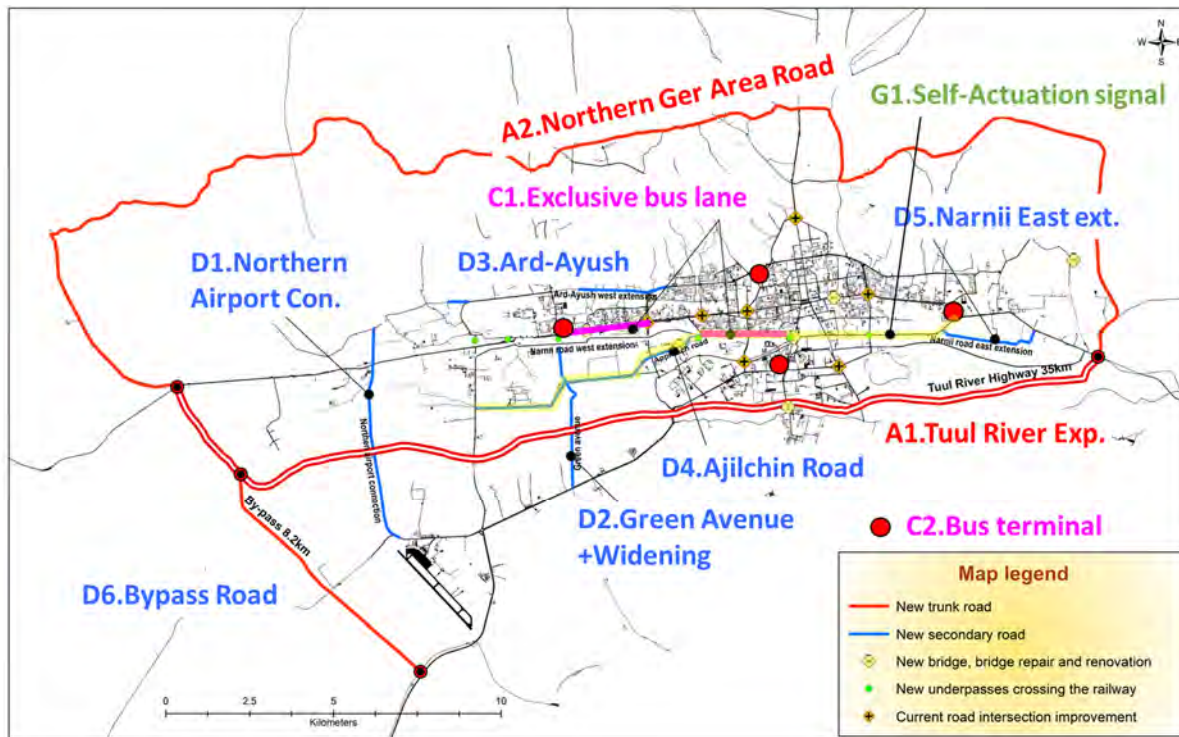 N
W E
S
A2.Northern Ger Area Road
G1.Self-Actuation signal
C1.Exclusive bus lane
D5.Narnii East ext.
D1.Northern
Airport Con.
D3.Ard-Ayush
Ard-Ayush west extension
Narnii road west extension
road
Narnii road east extension
Tuul River Highway 35km
A1.Tuul River Exp.
Northern airport connection
Green avenue
D4.Ajilchin Road
By-pass 8.2km
D2.Green Avenue
+Widening
C2.Bus terminal
D6.Bypass Road
Map legend
New trunk road
New secondary road
New bridge, bridge repair and renovation
New underpasses crossing the railway
Current road intersection improvement
0 2.5 5 10
Kilometers